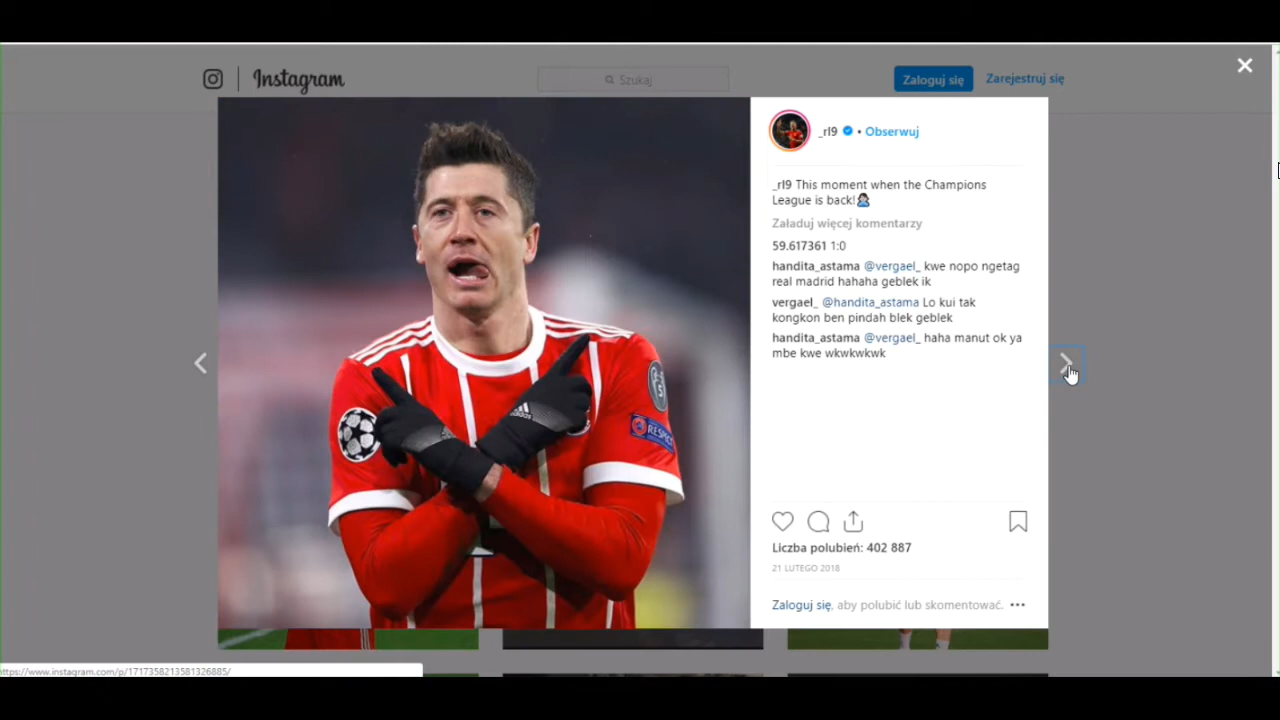 Instagram
Szukaj
Zaloguj się
Zarejestruj się
_rl9 • Obserwuj
_rl9 This moment when the Champions
League is back!🤷🏻‍♂️
Załaduj więcej komentarzy
59.617361 1:0
handita_astama @vergael_ kwe nopo ngetag
real madrid hahaha geblek ik
vergael_ @handita_astama Lo kui tak
kongkon ben pindah blek geblek
handita_astama @vergael_ haha manut ok ya
mbe kwe wkwkwkwk
RESPECT
adidas
Liczba polubień: 402 887
21 LUTEGO 2018
Zaloguj się, aby polubić lub skomentować.
https://www.instagram.com/p/1717358213581326885/